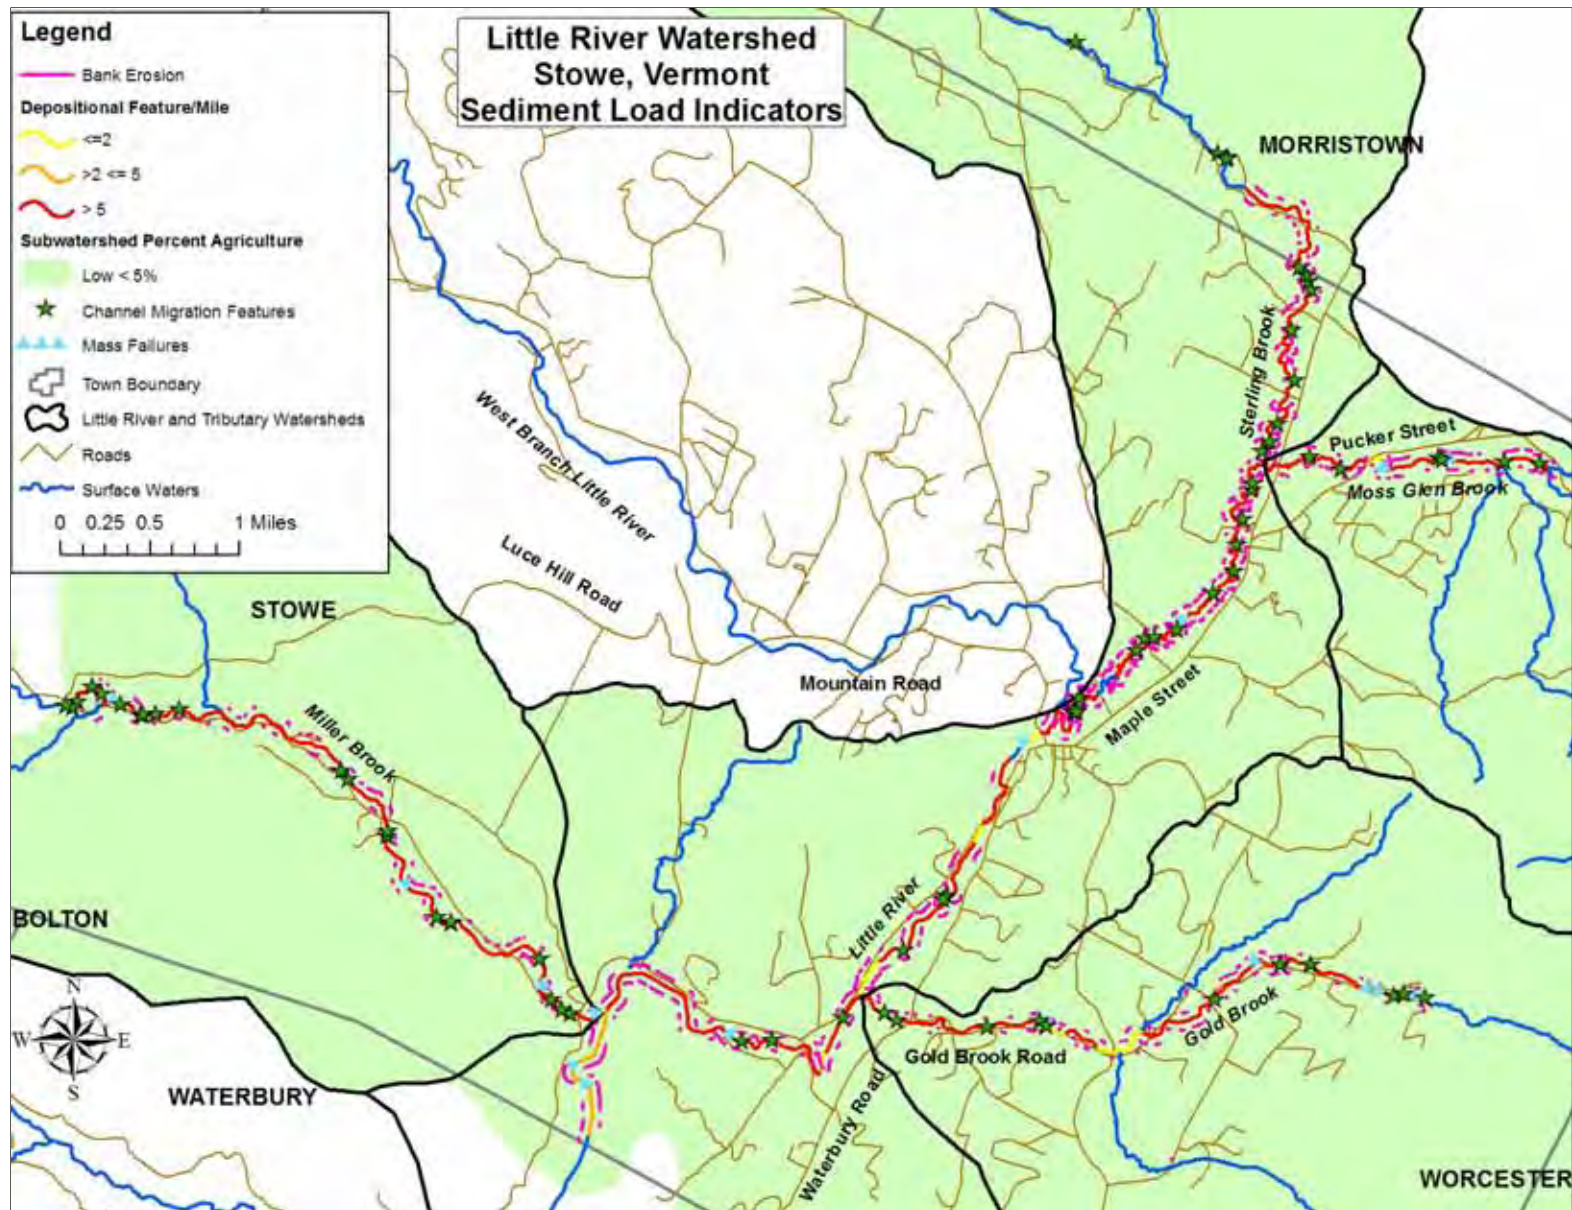 Legend
Bank Erosion
Depositional Feature/Mile
<=2
>2 <= 5
> 5
Subwatershed Percent Agriculture
Low < 5%
Channel Migration Features
Mass Failures
Town Boundary
Little River and Tributary Watersheds
Roads
Surface Waters
0 0.25 0.5 1 Miles
Little River Watershed
Stowe, Vermont
Sediment Load Indicators
MORRISTOWN
Sterling Brook
Pucker Street
Moss Glen Brook
West Branch Little River
Luce Hill Road
STOWE
Mountain Road
Maple Street
Miller Brook
Little River
BOLTON
Gold Brook
Gold Brook Road
N
W E
S
WATERBURY
Waterbury Road
WORCESTER